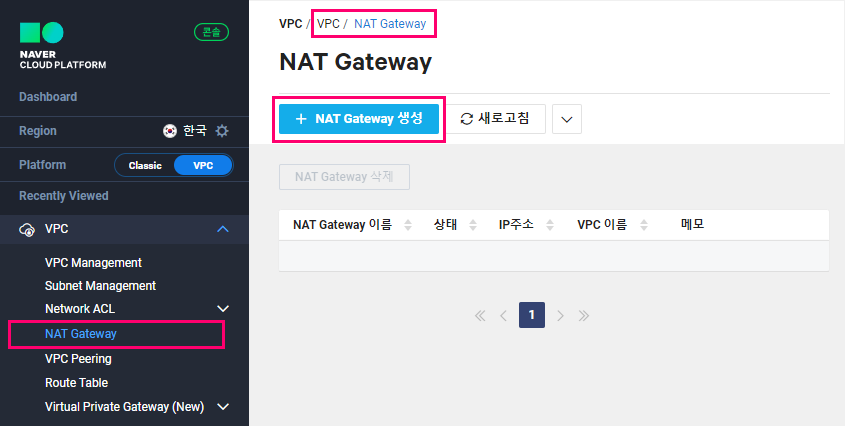 NAVER
CLOUD PLATFORM
콘솔
Dashboard
Region 한국
Platform Classic VPC
Recently Viewed
VPC
VPC Management
Subnet Management
Network ACL
NAT Gateway
VPC Peering
Route Table
Virtual Private Gateway (New)
VPC / VPC / NAT Gateway
NAT Gateway
+ NAT Gateway 생성 새로고침
NAT Gateway 삭제
NAT Gateway 이름 상태 IP주소 VPC 이름 메모
1